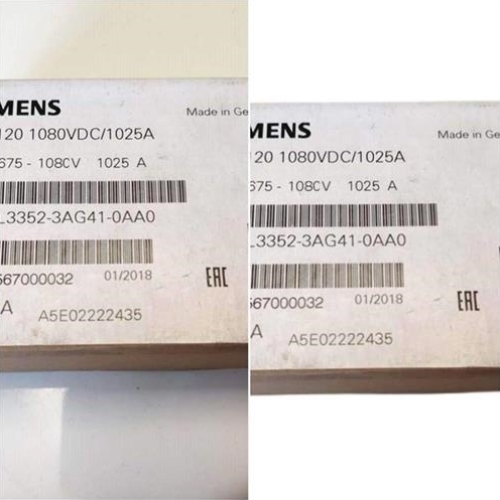 MENS
Made in Ge
120 1080VDC/1025A
675 - 108CV 1025 A
L3352-3AG41-0AA0
567000032 01/2018
EAC
A A5E02222435
MENS
Made in Ge
120 1080VDC/1025A
675 - 108CV 1025 A
L3352-3AG41-0AA0
567000032 01/2018
EAC
A A5E02222435